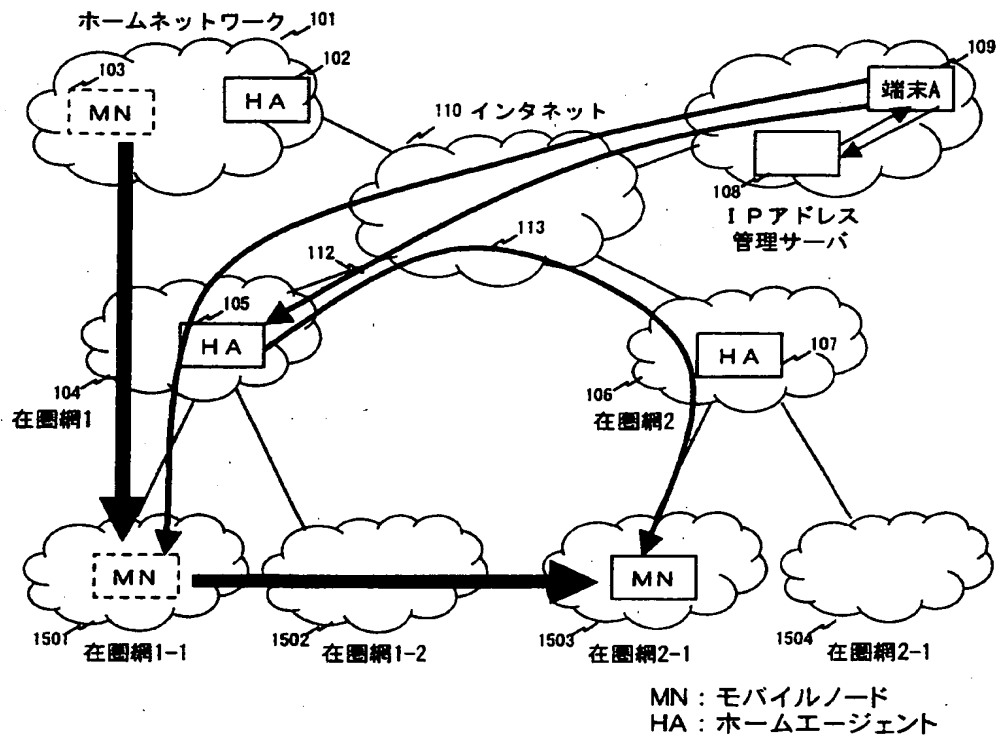 ホームネットワーク 101
103
102
109
MN
HA
端末A
110 インタネット
108
IPアドレス
管理サーバ
112
113
105
HA
HA
107
104
在圏網1
106
在圏網2
MN
MN
1501
在圏網1-1
1502
在圏網1-2
1503
在圏網2-1
1504
在圏網2-1
MN：モバイルノード
HA：ホームエージェント